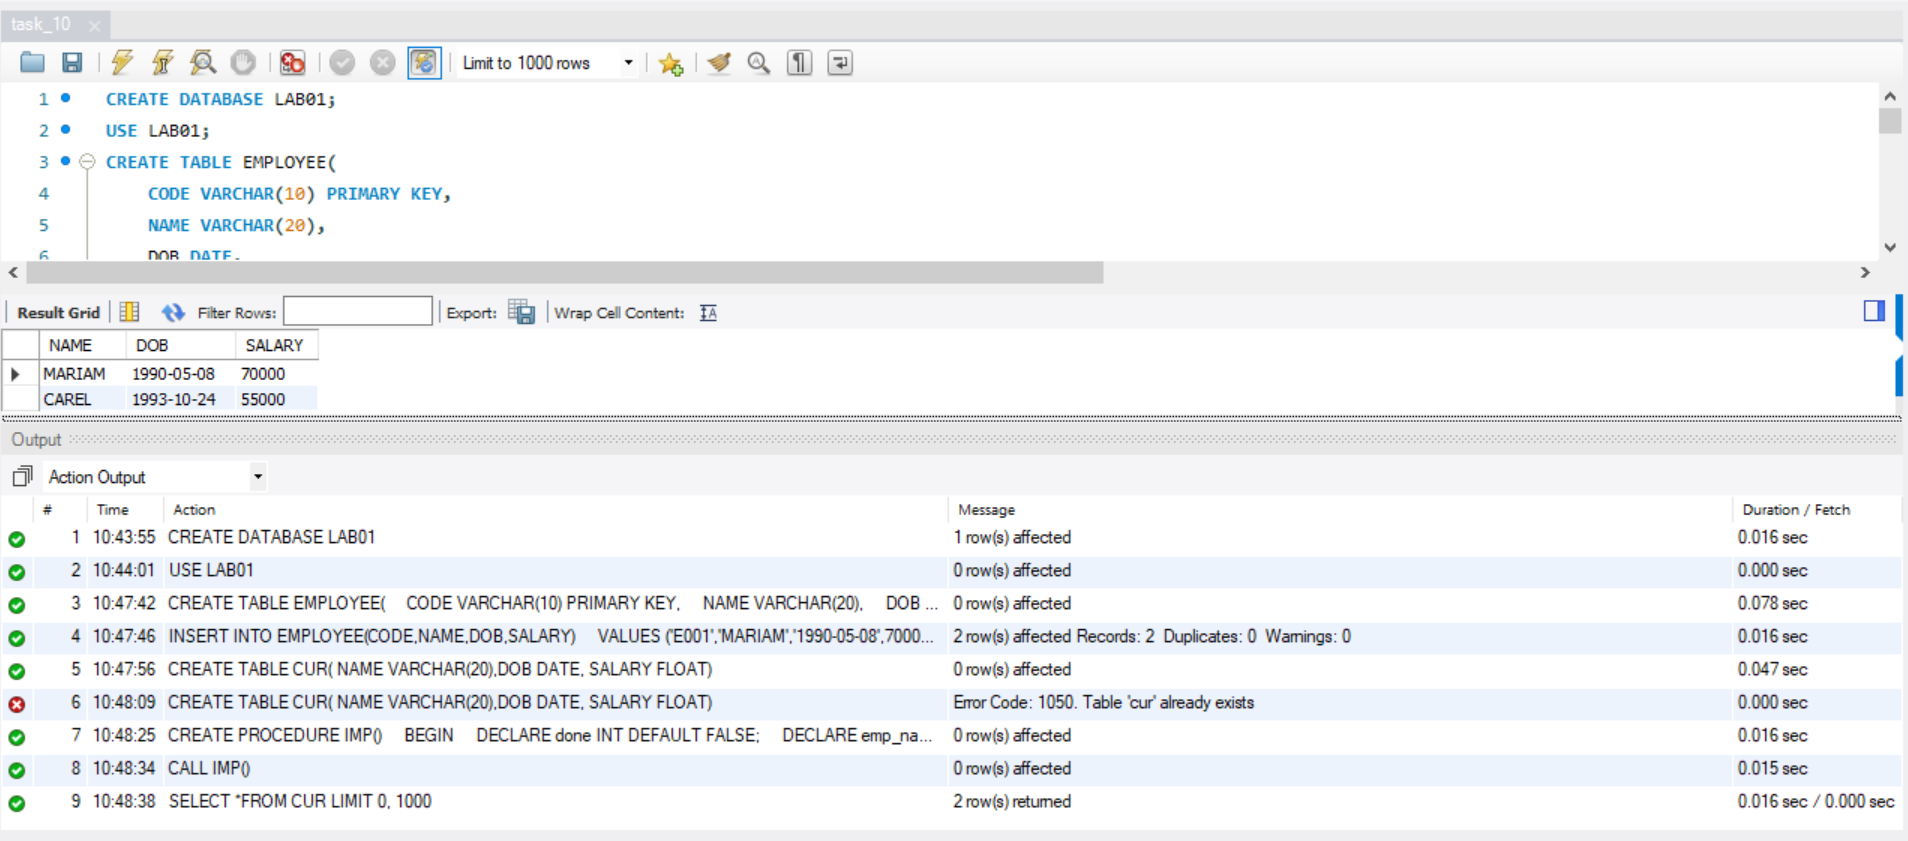 task_10
Limit to 1000 rows
1 CREATE DATABASE LAB01;
2 USE LAB01;
3 CREATE TABLE EMPLOYEE(
4 CODE VARCHAR(10) PRIMARY KEY,
5 NAME VARCHAR(20),
6 DOB DATE,
Result Grid Filter Rows: Export: Wrap Cell Content:
NAME DOB SALARY
MARIAM 1990-05-08 70000
CAREL 1993-10-24 55000
Output
Action Output
# Time Action Message Duration / Fetch
1 10:43:55 CREATE DATABASE LAB01 1 row(s) affected 0.016 sec
2 10:44:01 USE LAB01 0 row(s) affected 0.000 sec
3 10:47:42 CREATE TABLE EMPLOYEE( CODE VARCHAR(10) PRIMARY KEY, NAME VARCHAR(20), DOB ... 0 row(s) affected 0.078 sec
4 10:47:46 INSERT INTO EMPLOYEE(CODE,NAME,DOB,SALARY) VALUES ('E001','MARIAM','1990-05-08',7000... 2 row(s) affected Records: 2 Duplicates: 0 Warnings: 0 0.016 sec
5 10:47:56 CREATE TABLE CUR( NAME VARCHAR(20),DOB DATE, SALARY FLOAT) 0 row(s) affected 0.047 sec
6 10:48:09 CREATE TABLE CUR( NAME VARCHAR(20),DOB DATE, SALARY FLOAT) Error Code: 1050. Table 'cur' already exists 0.000 sec
7 10:48:25 CREATE PROCEDURE IMP() BEGIN DECLARE done INT DEFAULT FALSE; DECLARE emp_na... 0 row(s) affected 0.016 sec
8 10:48:34 CALL IMP() 0 row(s) affected 0.015 sec
9 10:48:38 SELECT *FROM CUR LIMIT 0, 1000 2 row(s) returned 0.016 sec / 0.000 sec